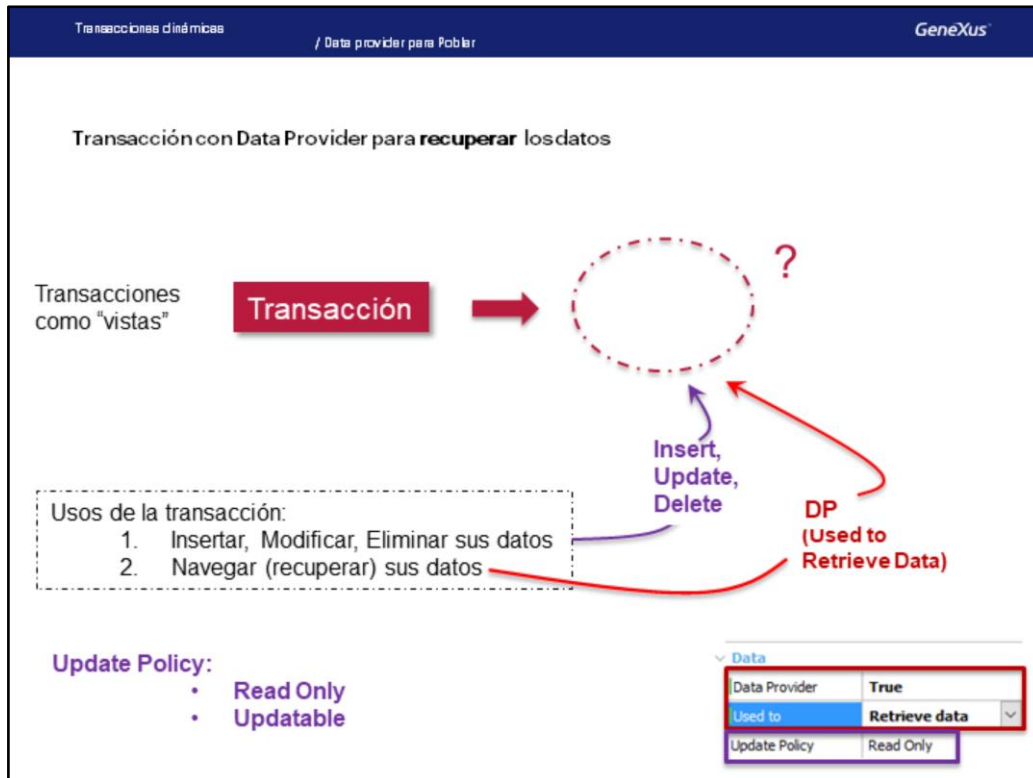 Transacciones dinámicas
/ Data provider para Poblar
GeneXus
Transacción con Data Provider para recuperar los datos
?
Transacciones
como “vistas”
Transacción
Insert,
Update,
Delete
DP
(Used to
Retrieve Data)
Usos de la transacción:
1. Insertar, Modificar, Eliminar sus datos
2. Navegar (recuperar) sus datos
Update Policy:
• Read Only
• Updatable
Data
Data Provider True
Used to Retrieve data
Update Policy Read Only